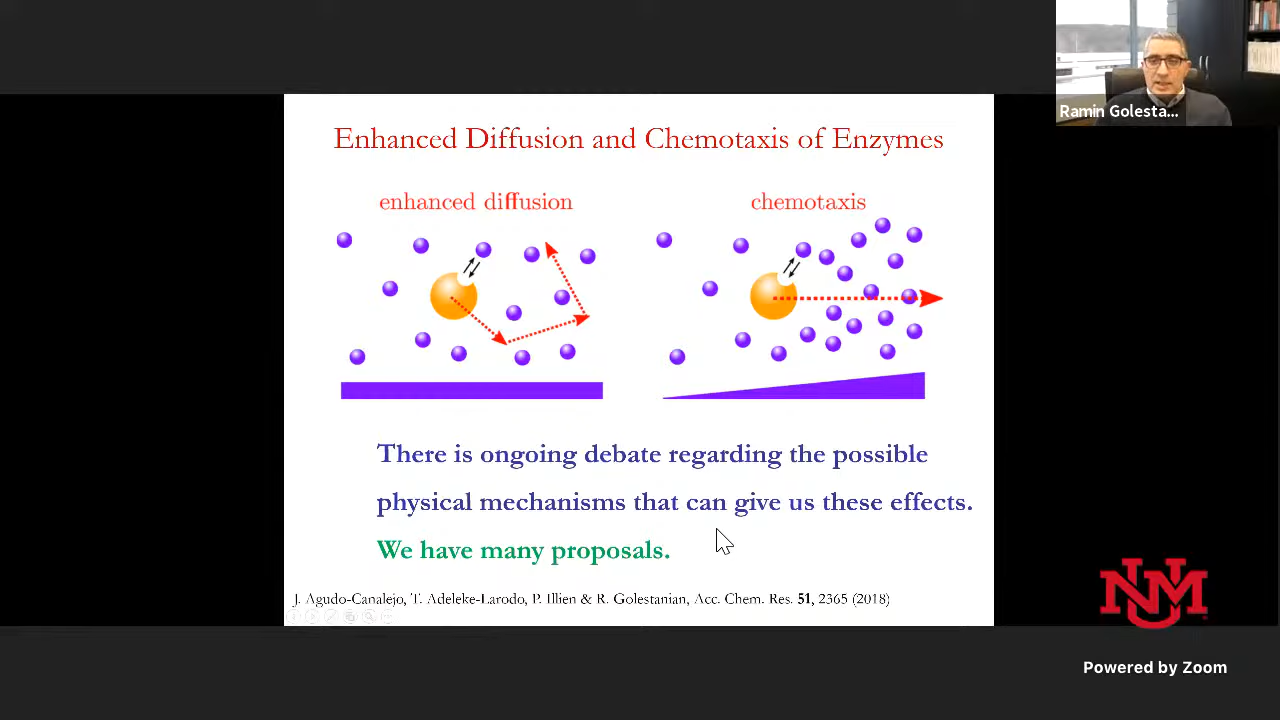 Ramin Golesta...
Enhanced Diffusion and Chemotaxis of Enzymes
enhanced diffusion
chemotaxis
There is ongoing debate regarding the possible
physical mechanisms that can give us these effects.
We have many proposals.
J. Agudo-Canalejo, T. Adeleke-Larodo, P. Illien & R. Golestanian, Acc. Chem. Res. 51, 2365 (2018)
UNM
Powered by Zoom